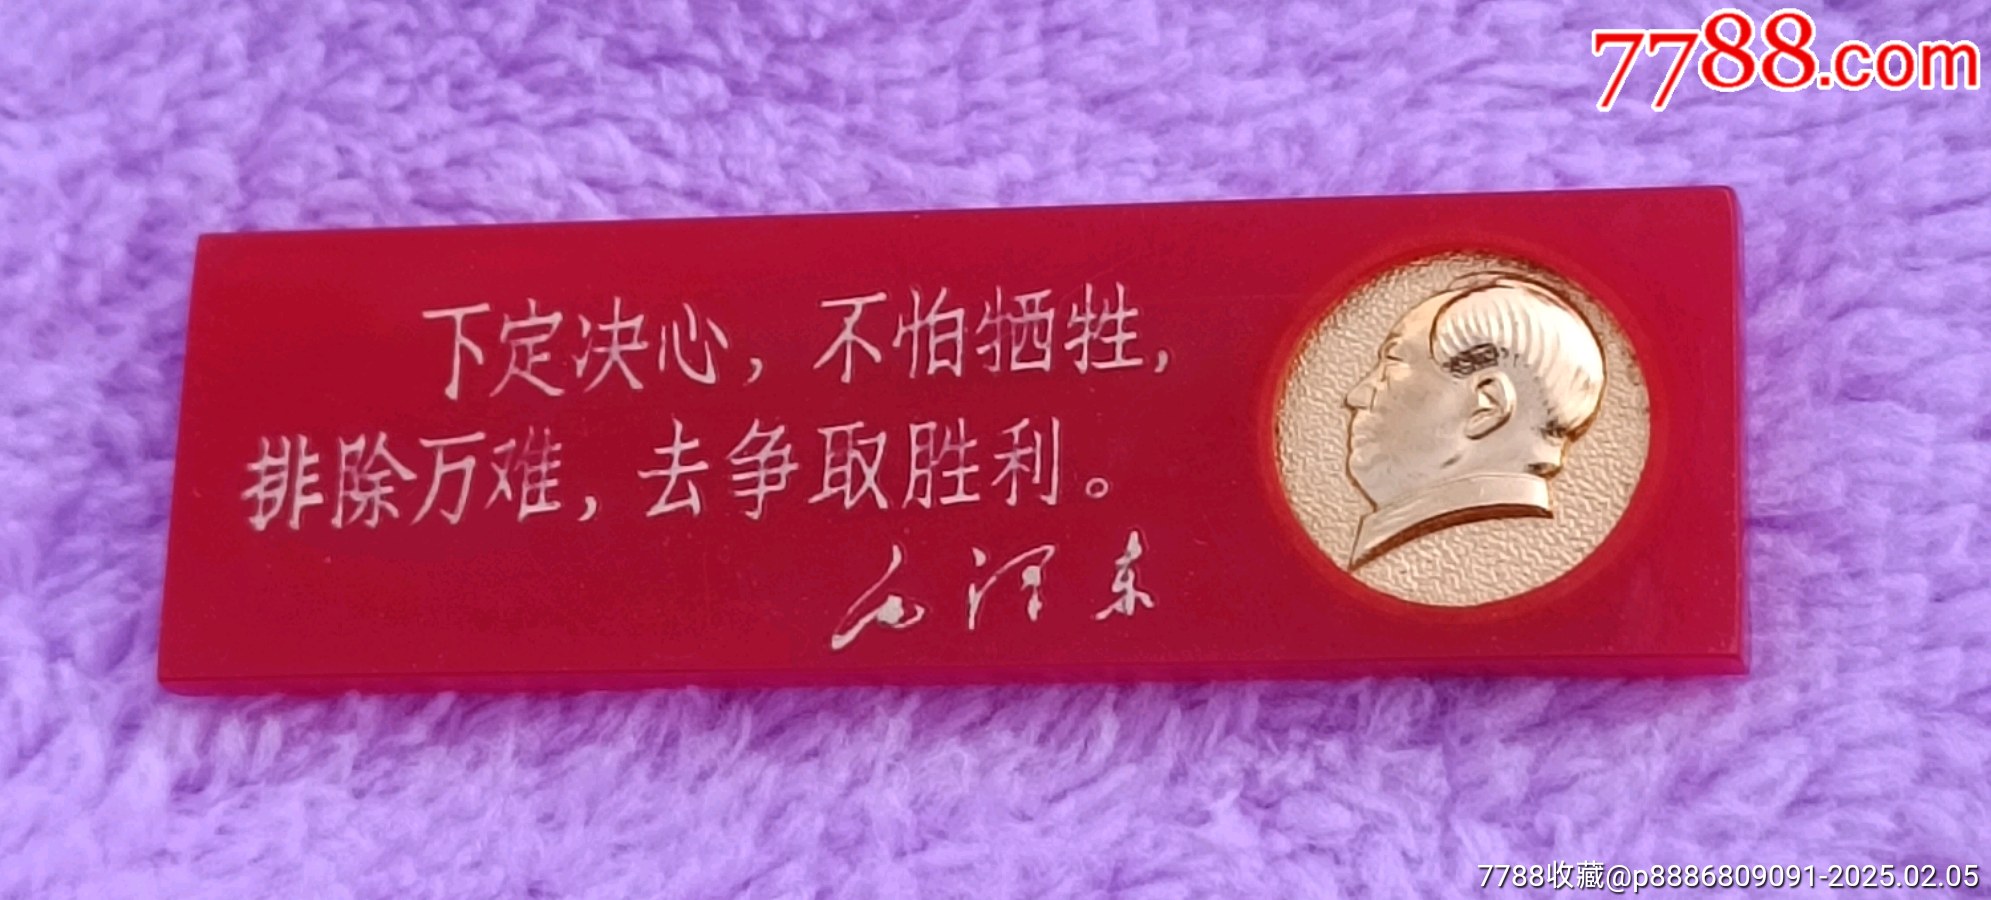 7788.com
下定决心，不怕牺牲，
排除万难，去争取胜利。
毛泽东
7788收藏@p8886809091-2025.02.05